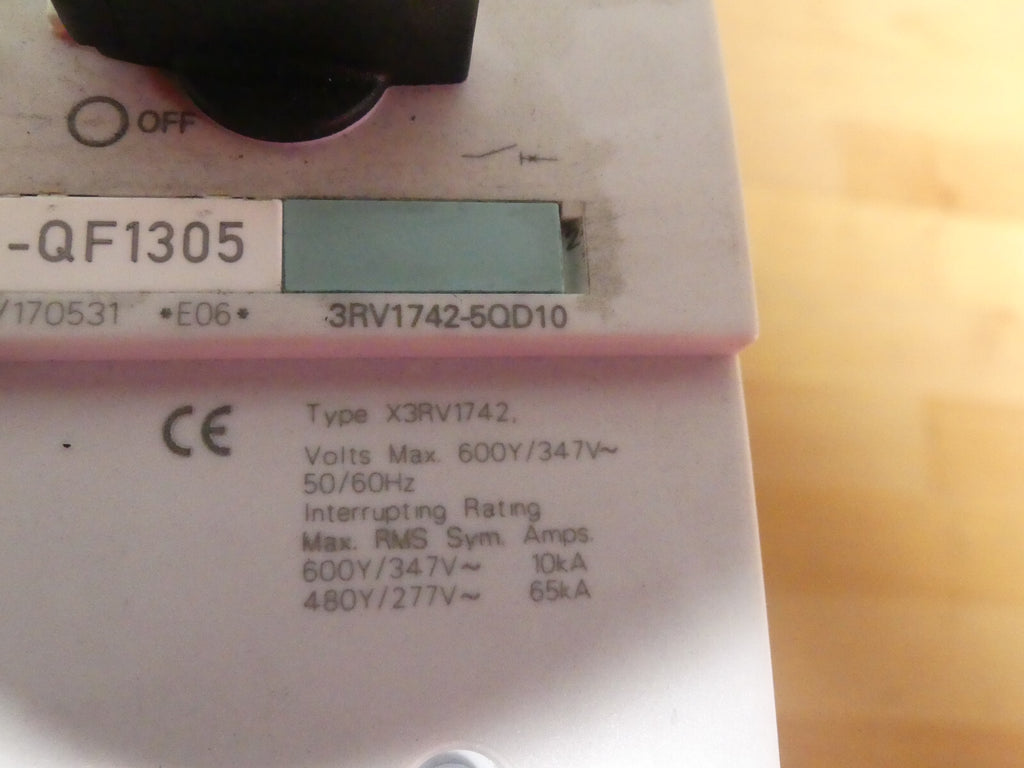 OFF
-QF1305
/170531 *E06* 3RV1742-5QD10
CE
Type X3RV1742,
Volts Max. 600Y/347V~
50/60Hz
Interrupting Rating
Max. RMS Sym. Amps.
600Y/347V~ 10kA
480Y/277V~ 65kA